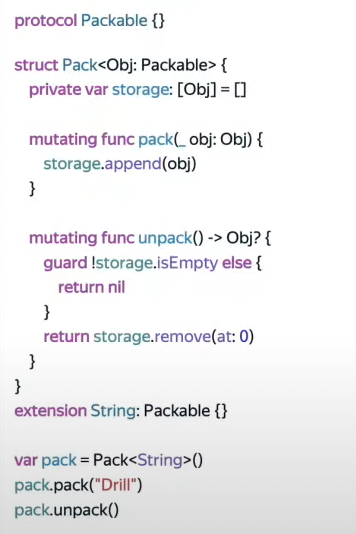 protocol Packable {}
struct Pack<Obj: Packable> {
private var storage: [Obj] = []
mutating func pack(_ obj: Obj) {
storage.append(obj)
}
mutating func unpack() -> Obj? {
guard !storage.isEmpty else {
return nil
}
return storage.remove(at: 0)
}
}
extension String: Packable {}
var pack = Pack<String>()
pack.pack("Drill")
pack.unpack()